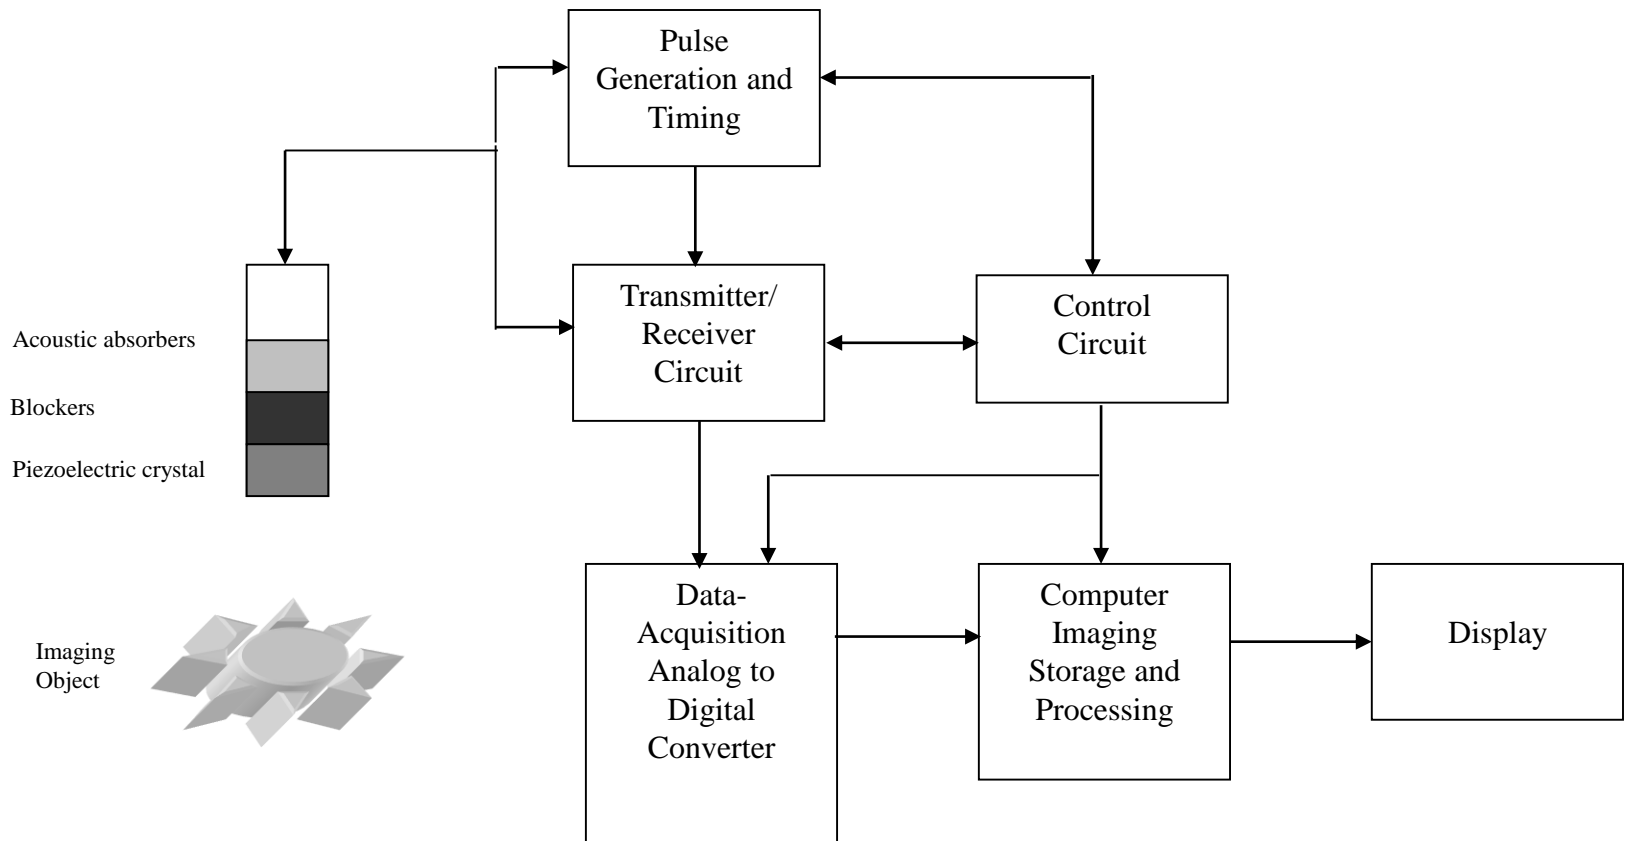 Pulse
Generation and
Timing
Transmitter/
Receiver
Circuit
Control
Circuit
Acoustic absorbers
Blockers
Piezoelectric crystal
Imaging
Object
Data-
Acquisition
Analog to
Digital
Converter
Computer
Imaging
Storage and
Processing
Display